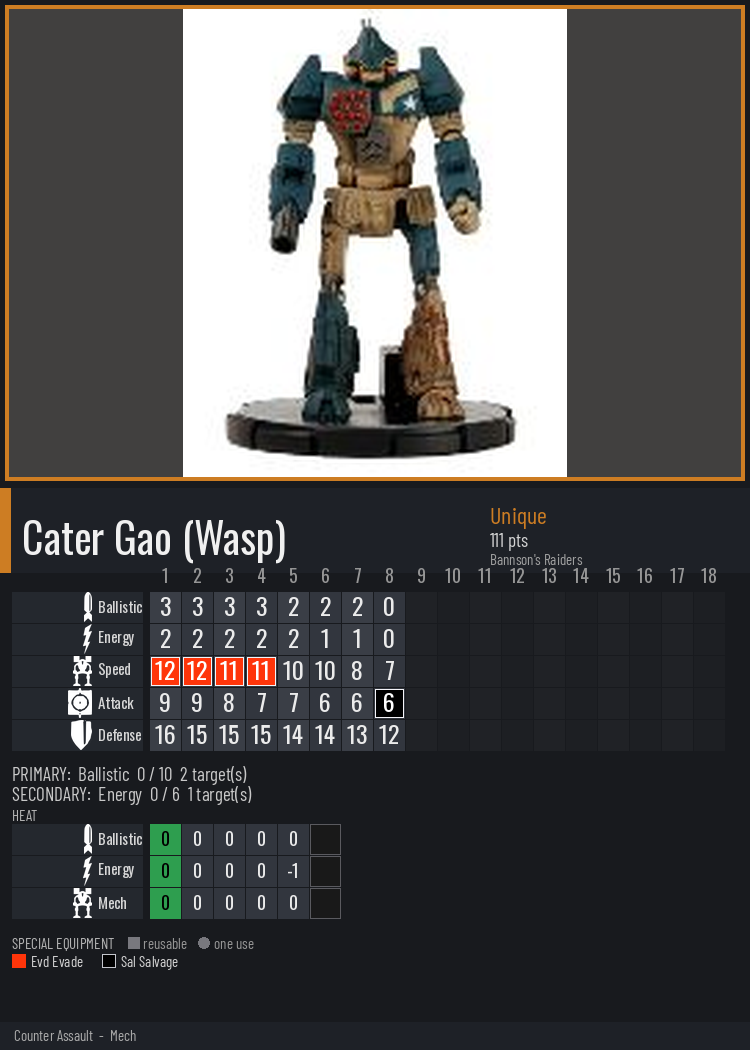 Cater Gao (Wasp)
Unique
111 pts
Bannson's Raiders
1 2 3 4 5 6 7 8 9 10 11 12 13 14 15 16 17 18
Ballistic 3 3 3 3 2 2 2 0
Energy 2 2 2 2 2 1 1 0
Speed 12 12 11 11 10 10 8 7
Attack 9 9 8 7 7 6 6 6
Defense 16 15 15 15 14 14 13 12
PRIMARY: Ballistic 0 / 10 2 target(s)
SECONDARY: Energy 0 / 6 1 target(s)
HEAT
Ballistic 0 0 0 0 0
Energy 0 0 0 0 -1
Mech 0 0 0 0 0
SPECIAL EQUIPMENT reusable one use
Evd Evade Sal Salvage
Counter Assault - Mech